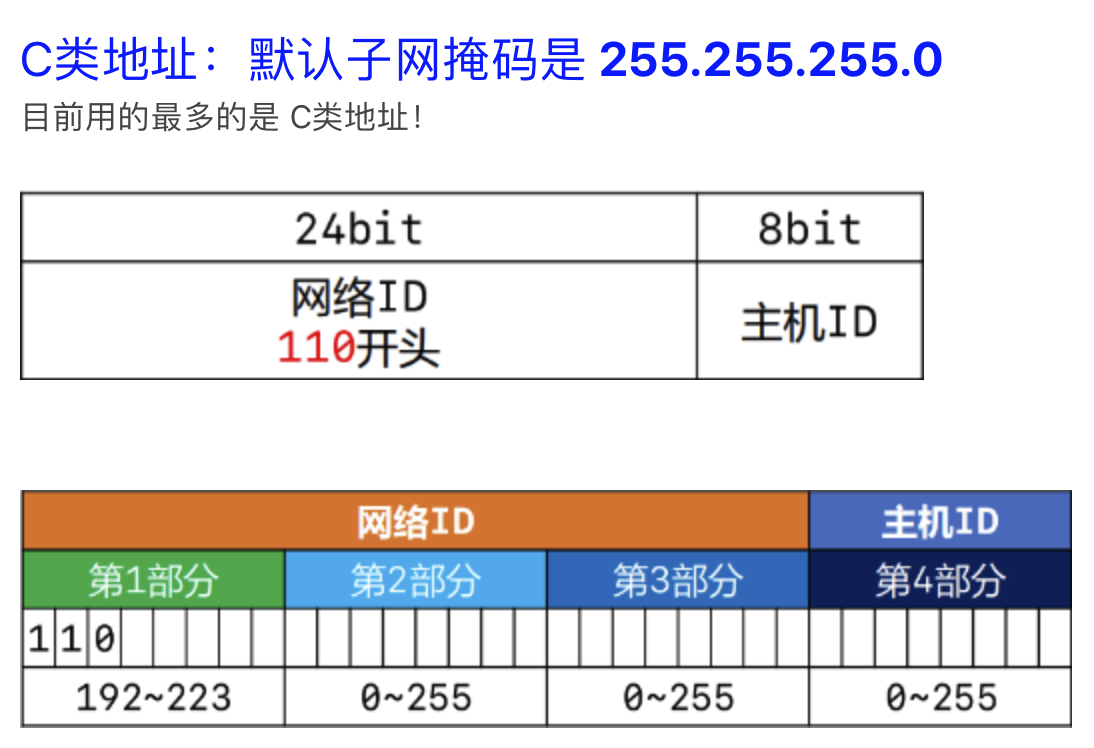 C类地址：默认子网掩码是 255.255.255.0
目前用的最多的是 C类地址！
24bit 8bit
网络ID
110开头
主机ID
网络ID 主机ID
第1部分 第2部分 第3部分 第4部分
1 1 0
192~223 0~255 0~255 0~255